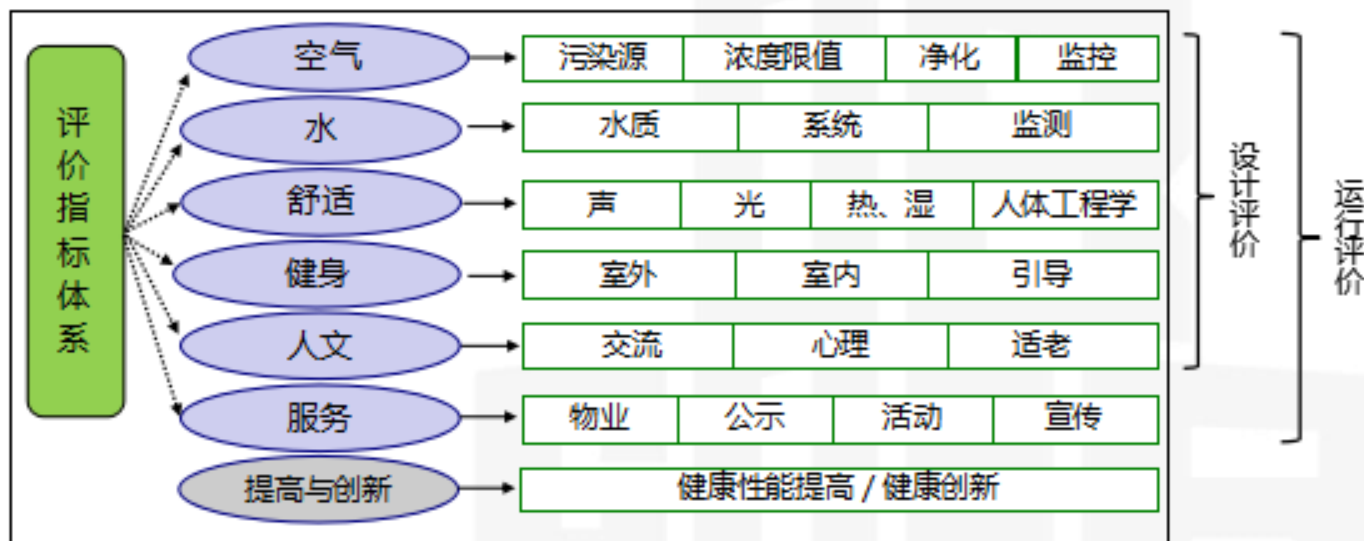 评价指标体系
空气 污染源 浓度限值 净化 监控
水 水质 系统 监测
舒适 声 光 热、湿 人体工程学
健身 室外 室内 引导
人文 交流 心理 适老
服务 物业 公示 活动 宣传
提高与创新 健康性能提高 / 健康创新
设计评价
运行评价